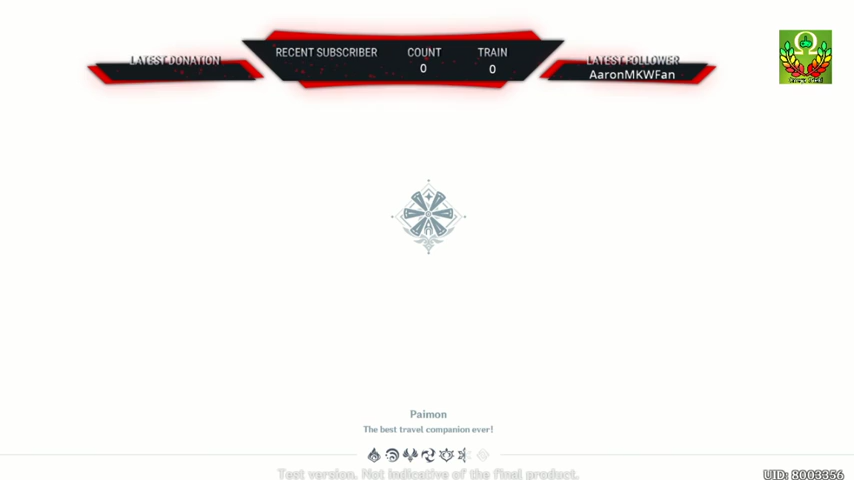 LATEST DONATION
RECENT SUBSCRIBER
COUNT
TRAIN
0
0
LATEST FOLLOWER
AaronMKWFan
Ω
Paimon
The best travel companion ever!
Test version. Not indicative of the final product.
UID: 8003356